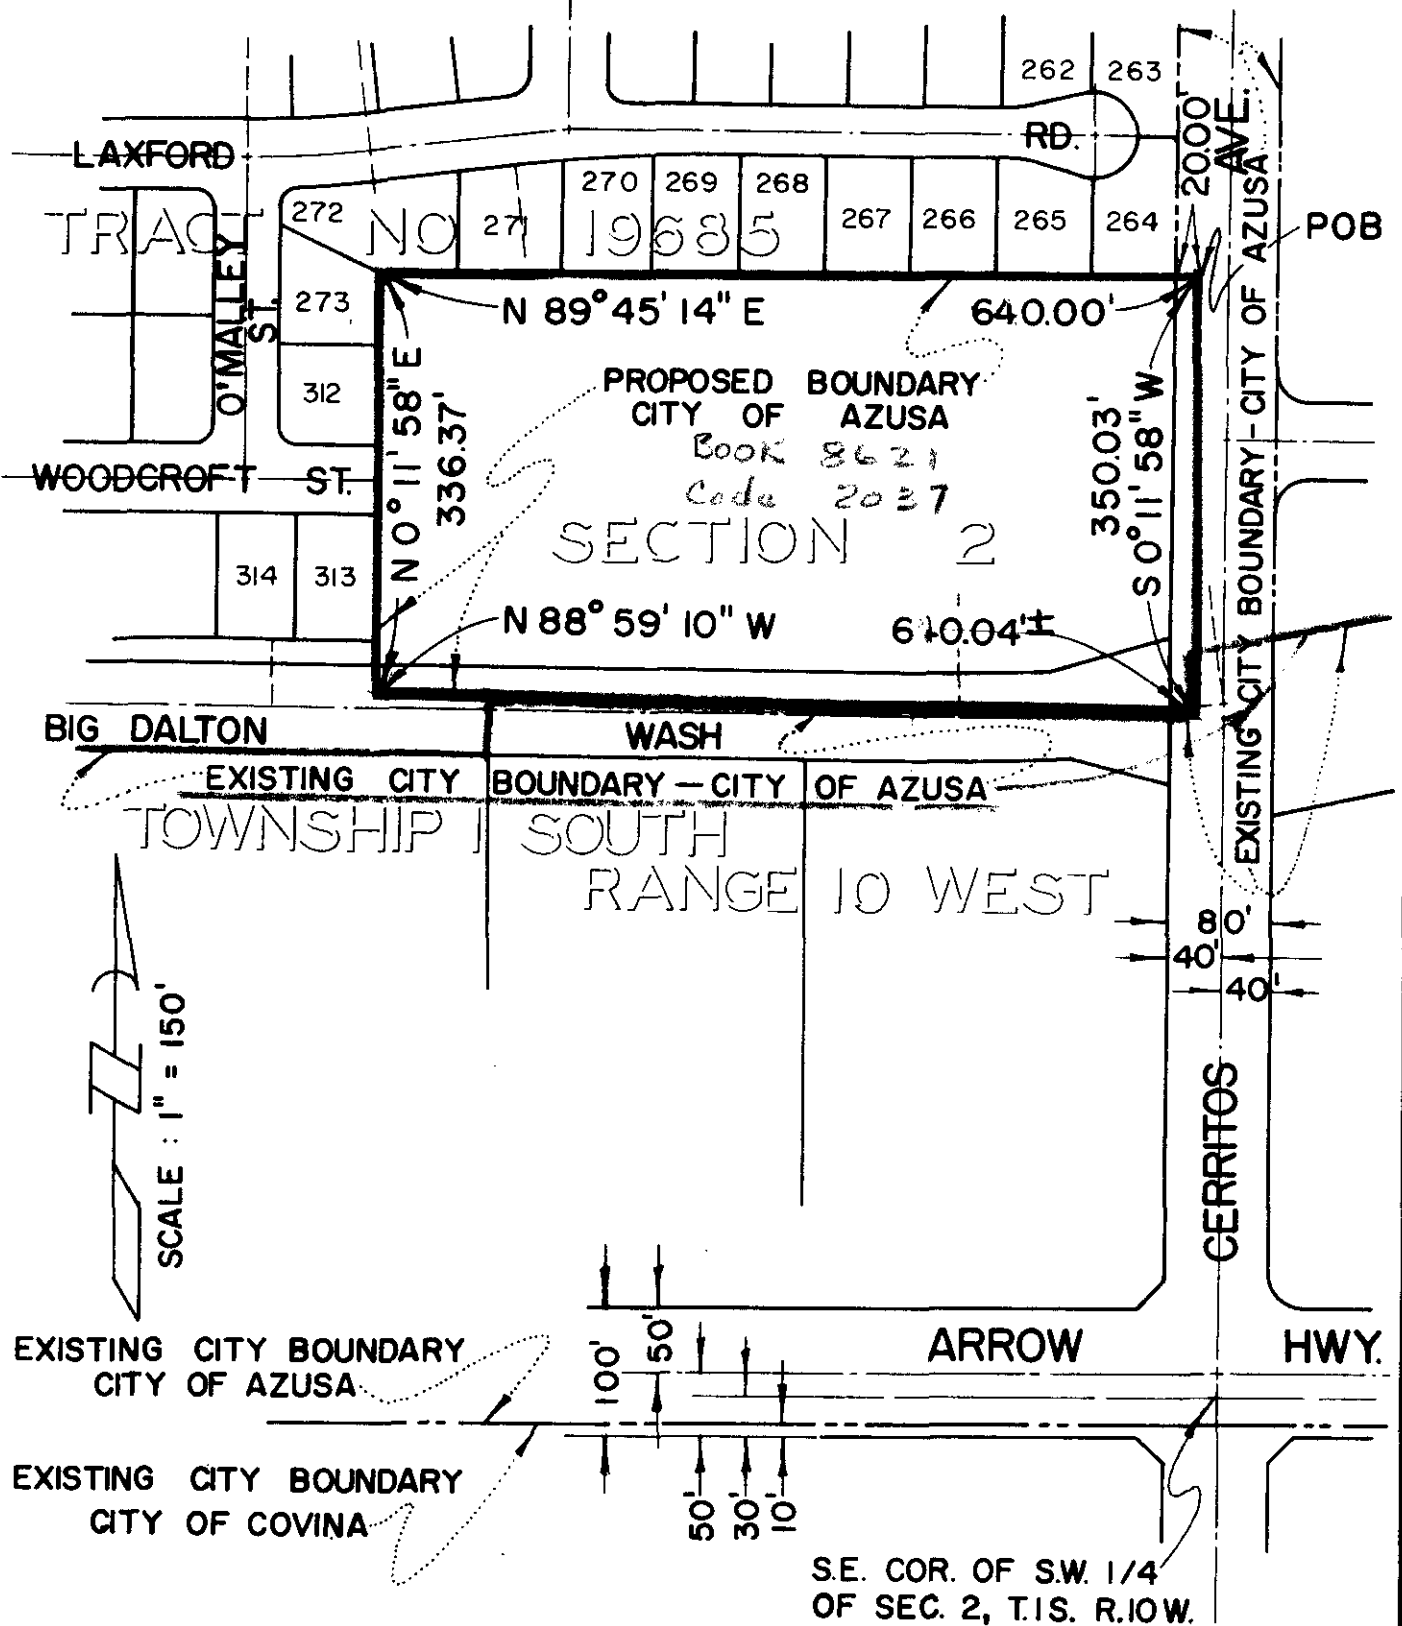 262 263
LAXFORD RD.
20.00'
AVE.
270 269 268
272 271 267 266 265 264
TRACT NO 19685
POB
O'MALLEY ST.
273
N 89° 45' 14" E 640.00'
PROPOSED BOUNDARY
CITY OF AZUSA
312
Book 8621
Code 2037
N 0° 11' 58" E
336.37'
350.03'
S 0° 11' 58" W
EXISTING CITY BOUNDARY - CITY OF AZUSA
WOODCROFT ST.
SECTION 2
314 313
N 88° 59' 10" W 640.04'±
BIG DALTON WASH
EXISTING CITY BOUNDARY — CITY OF AZUSA
TOWNSHIP 1 SOUTH
RANGE 10 WEST
80'
40'
40'
SCALE : 1" = 150'
CERRITOS
100' 50'
ARROW HWY.
EXISTING CITY BOUNDARY
CITY OF AZUSA
EXISTING CITY BOUNDARY
CITY OF COVINA
50' 30' 10'
S.E. COR. OF S.W. 1/4
OF SEC. 2, T.1S. R.10W.